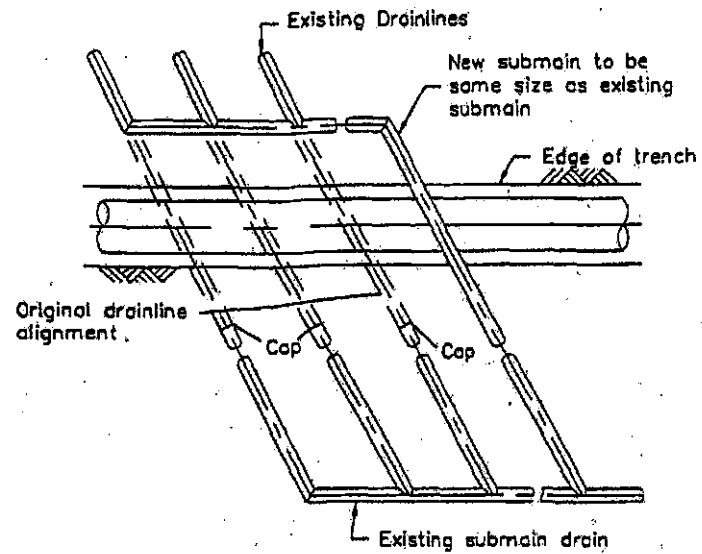 Existing Drainlines
New submain to be
same size as existing
submain
Edge of trench
Original drainline
alignment
Cap
Cap
Existing submain drain